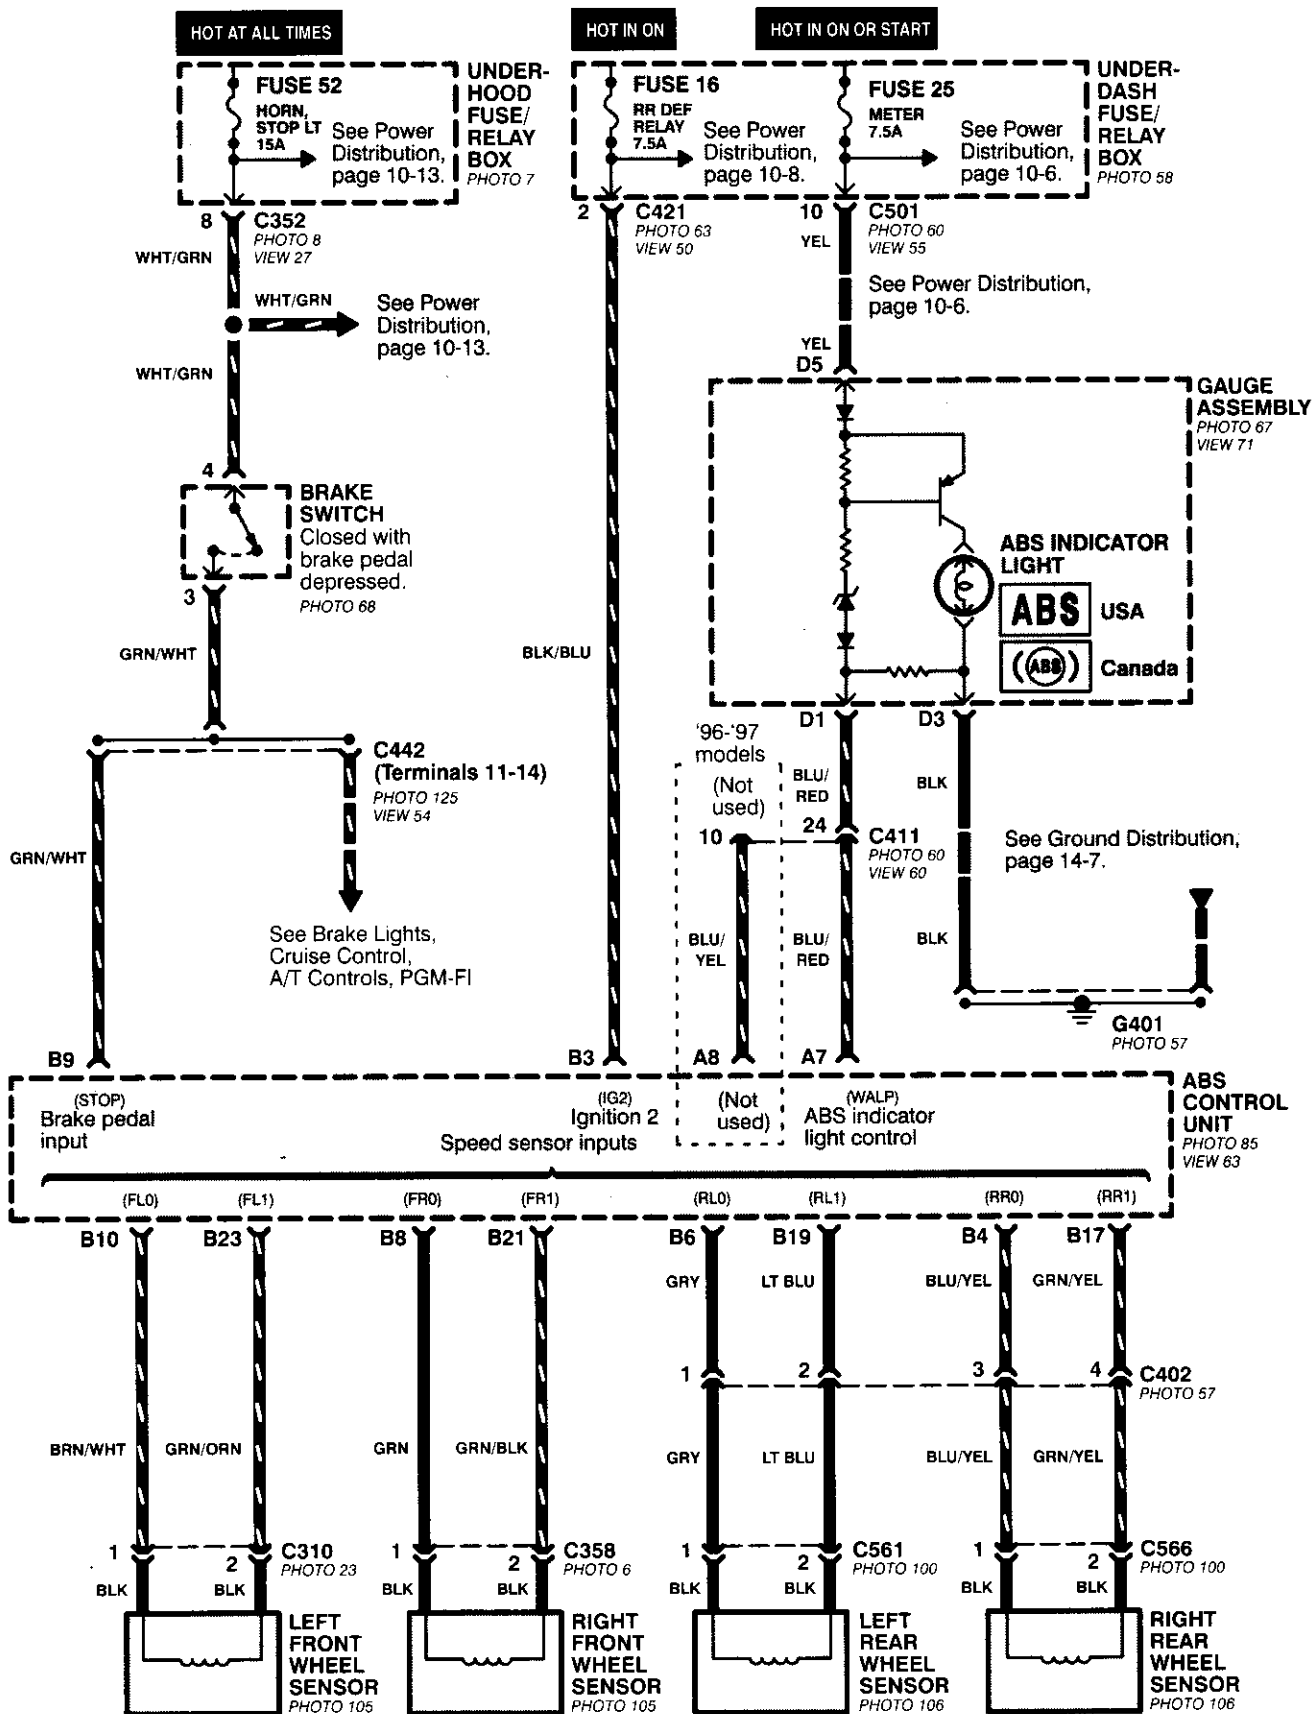 HOT AT ALL TIMES
HOT IN ON
HOT IN ON OR START
FUSE 52
HORN,
STOP LT
15A
See Power
Distribution,
page 10-13.
UNDER-
HOOD
FUSE/
RELAY
BOX
PHOTO 7
FUSE 16
RR DEF
RELAY
7.5A
See Power
Distribution,
page 10-8.
FUSE 25
METER
7.5A
See Power
Distribution,
page 10-6.
UNDER-
DASH
FUSE/
RELAY
BOX
PHOTO 58
8
C352
PHOTO 8
VIEW 27
WHT/GRN
2
C421
PHOTO 63
VIEW 50
10
C501
PHOTO 60
VIEW 55
YEL
WHT/GRN
See Power
Distribution,
page 10-13.
See Power Distribution,
page 10-6.
WHT/GRN
YEL
D5
GAUGE
ASSEMBLY
PHOTO 67
VIEW 71
4
BRAKE
SWITCH
Closed with
brake pedal
depressed.
PHOTO 68
3
GRN/WHT
BLK/BLU
ABS INDICATOR
LIGHT
ABS
USA
(ABS)
Canada
C442
(Terminals 11-14)
PHOTO 125
VIEW 54
GRN/WHT
See Brake Lights,
Cruise Control,
A/T Controls, PGM-FI
D1
D3
'96-'97
models
(Not
used)
BLU/
RED
BLK
10
24
C411
PHOTO 60
VIEW 60
See Ground Distribution,
page 14-7.
BLU/
YEL
BLU/
RED
BLK
G401
PHOTO 57
B9
B3
A8
A7
(STOP)
Brake pedal
input
(IG2)
Ignition 2
(Not
used)
(WALP)
ABS indicator
light control
ABS
CONTROL
UNIT
PHOTO 85
VIEW 63
Speed sensor inputs
(FL0)
(FL1)
(FR0)
(FR1)
(RL0)
(RL1)
(RR0)
(RR1)
B10
B23
B8
B21
B6
B19
B4
B17
GRY
LT BLU
BLU/YEL
GRN/YEL
1
2
3
4
C402
PHOTO 57
BRN/WHT
GRN/ORN
GRN
GRN/BLK
GRY
LT BLU
BLU/YEL
GRN/YEL
1
2
C310
PHOTO 23
1
2
C358
PHOTO 6
1
2
C561
PHOTO 100
1
2
C566
PHOTO 100
BLK
BLK
BLK
BLK
BLK
BLK
BLK
BLK
LEFT
FRONT
WHEEL
SENSOR
PHOTO 105
RIGHT
FRONT
WHEEL
SENSOR
PHOTO 105
LEFT
REAR
WHEEL
SENSOR
PHOTO 106
RIGHT
REAR
WHEEL
SENSOR
PHOTO 106